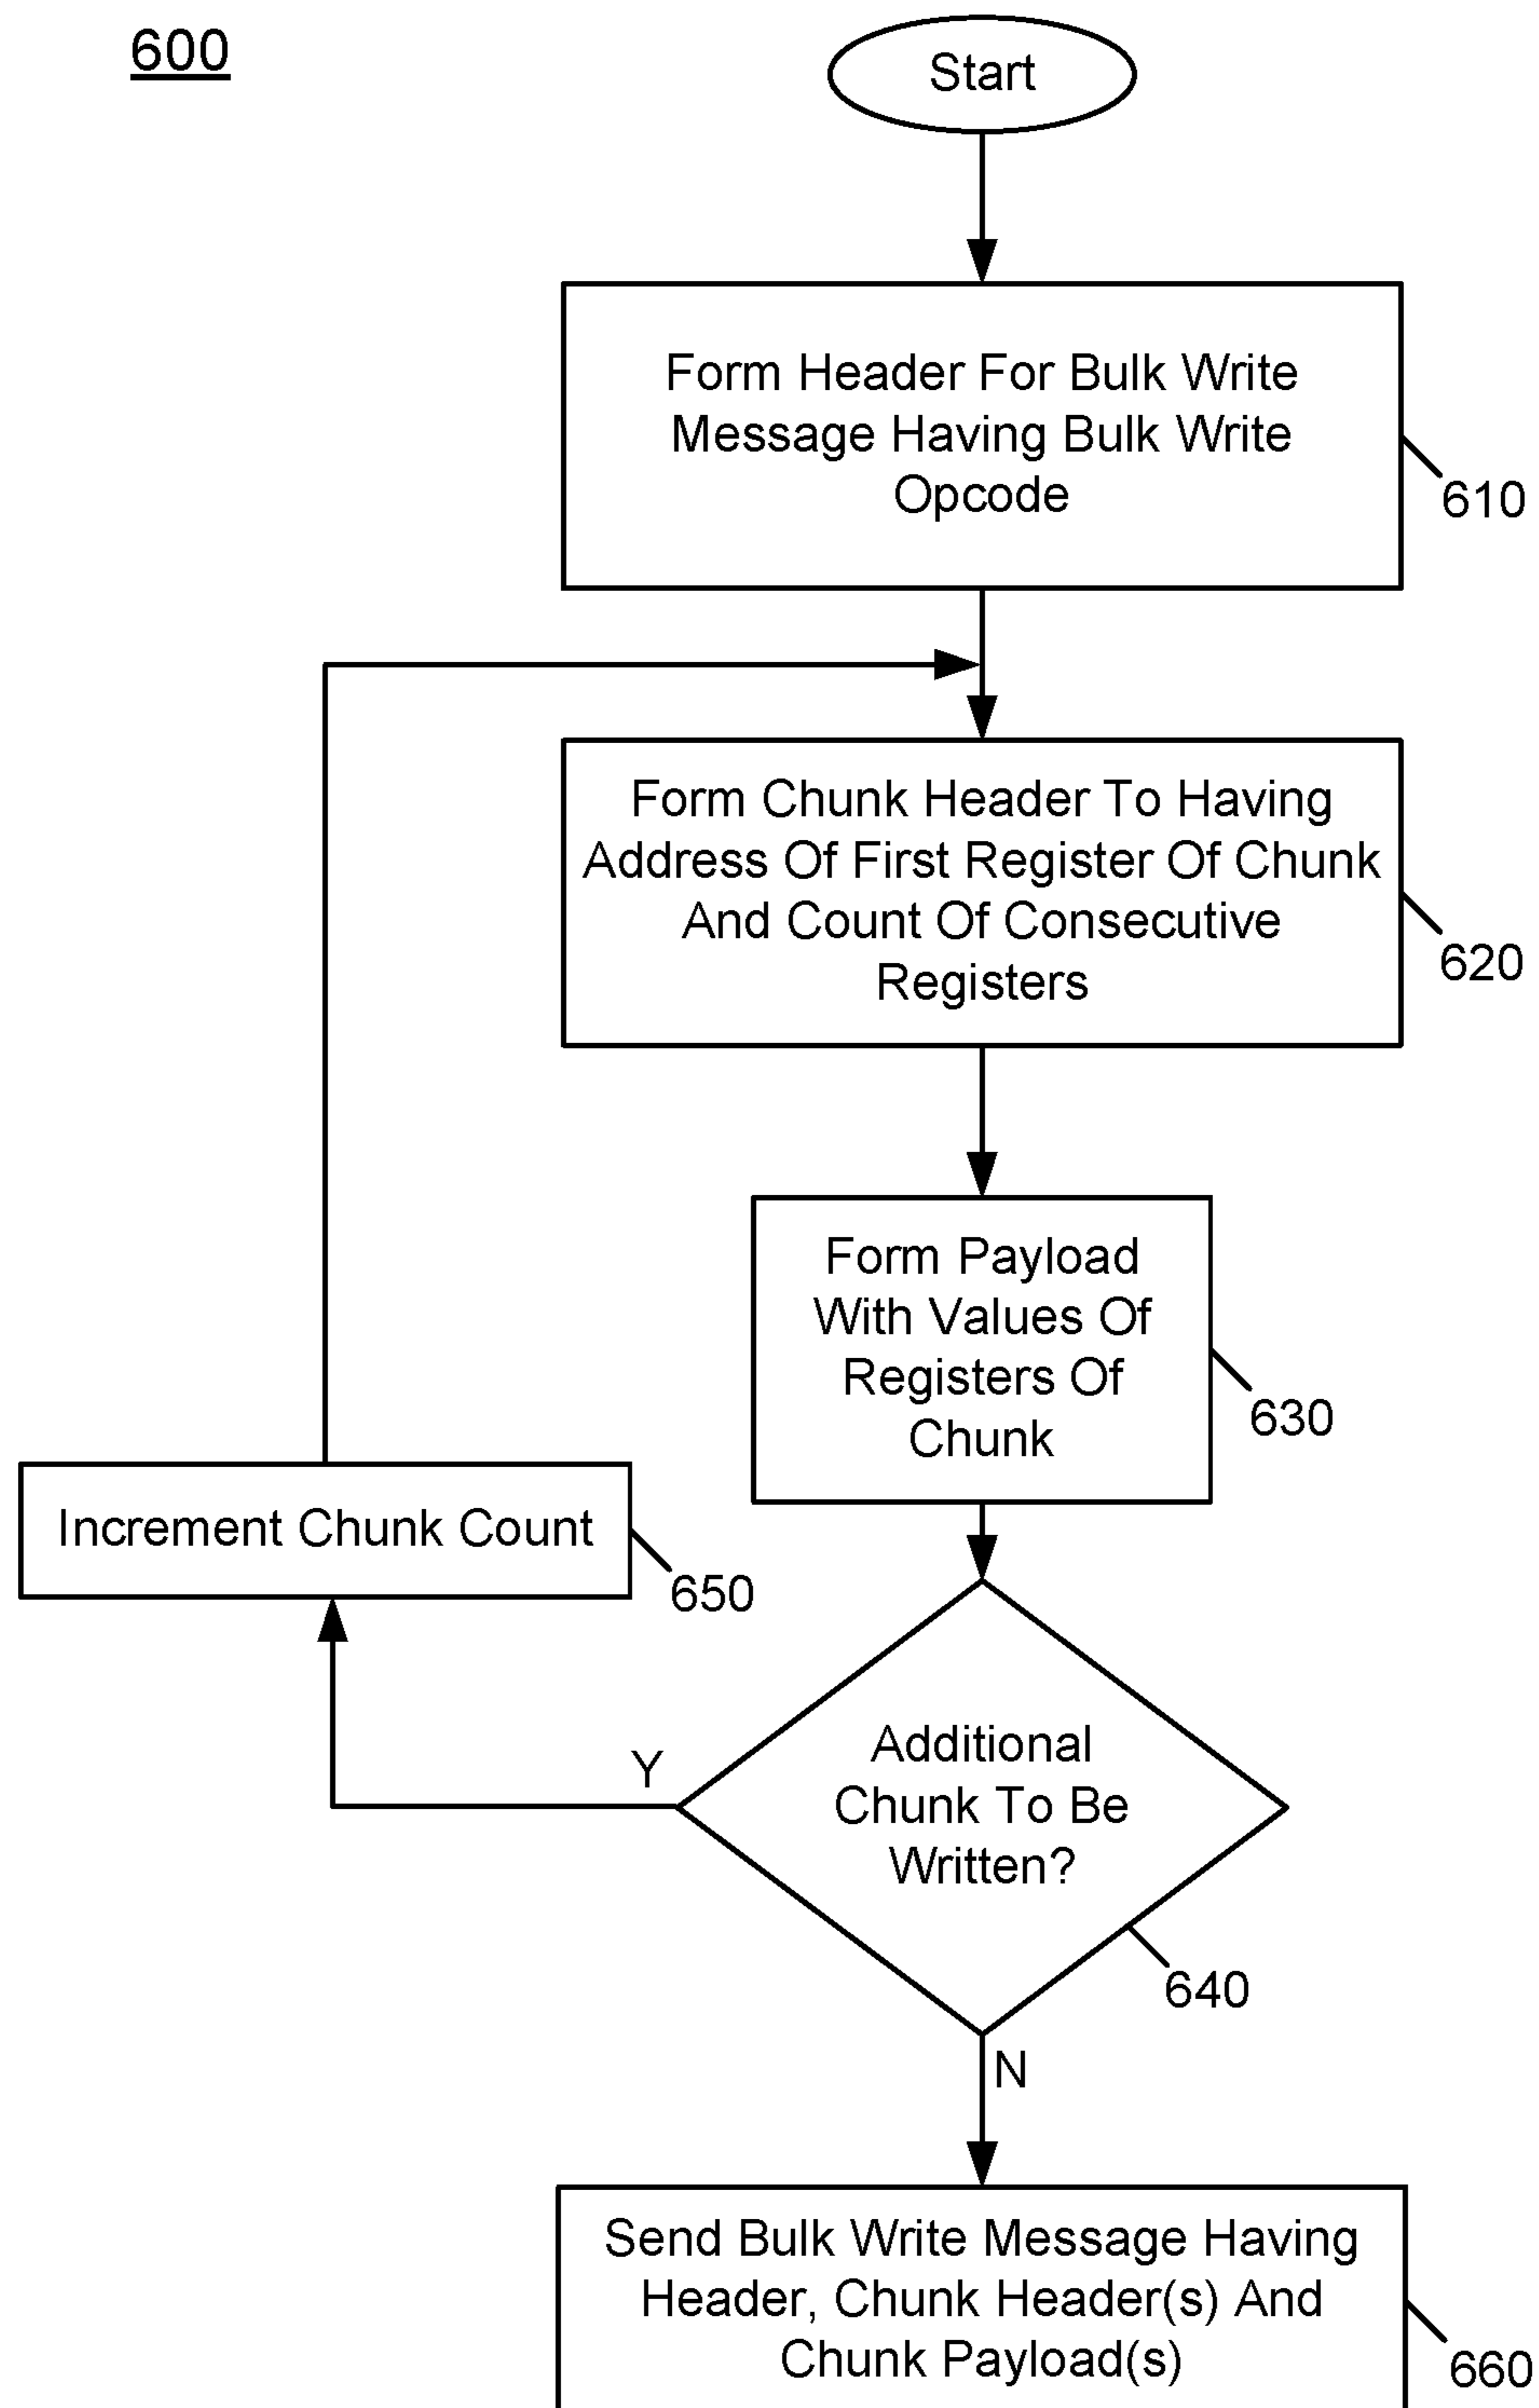 600
Start
Form Header For Bulk Write
Message Having Bulk Write
Opcode
610
Form Chunk Header To Having
Address Of First Register Of Chunk
And Count Of Consecutive
Registers
620
Form Payload
With Values Of
Registers Of
Chunk
630
Increment Chunk Count
650
Additional
Chunk To Be
Written?
Y
640
N
Send Bulk Write Message Having
Header, Chunk Header(s) And
Chunk Payload(s)
660